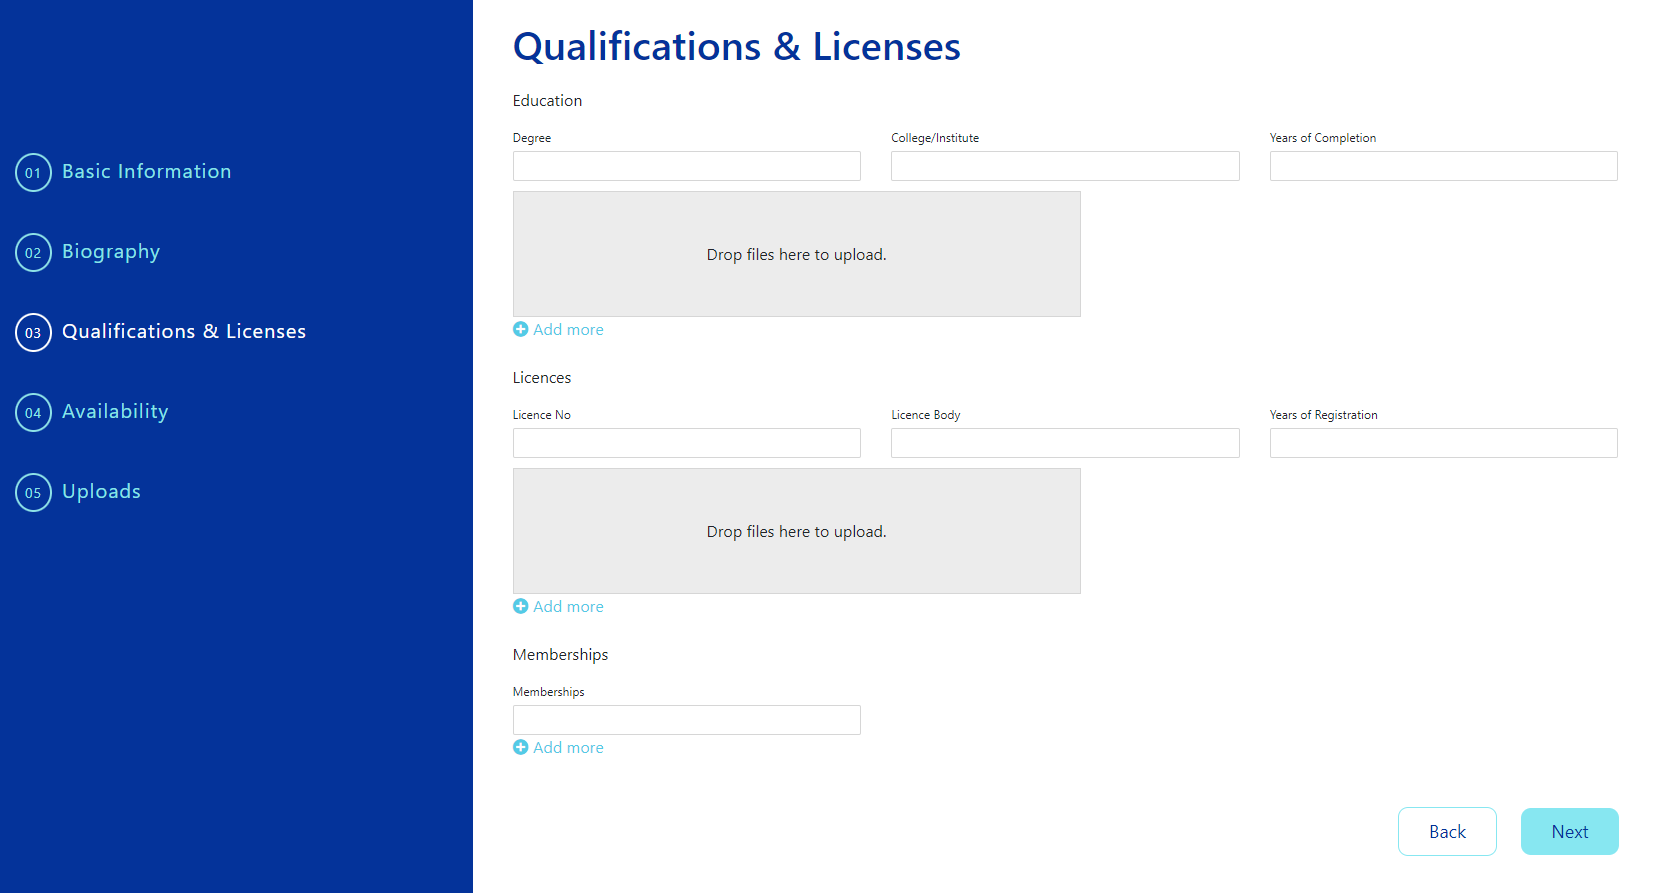 01 Basic Information
02 Biography
03 Qualifications & Licenses
04 Availability
05 Uploads
Qualifications & Licenses
Education
Degree College/Institute Years of Completion
Drop files here to upload.
Add more
Licences
Licence No Licence Body Years of Registration
Drop files here to upload.
Add more
Memberships
Memberships
Add more
Back Next